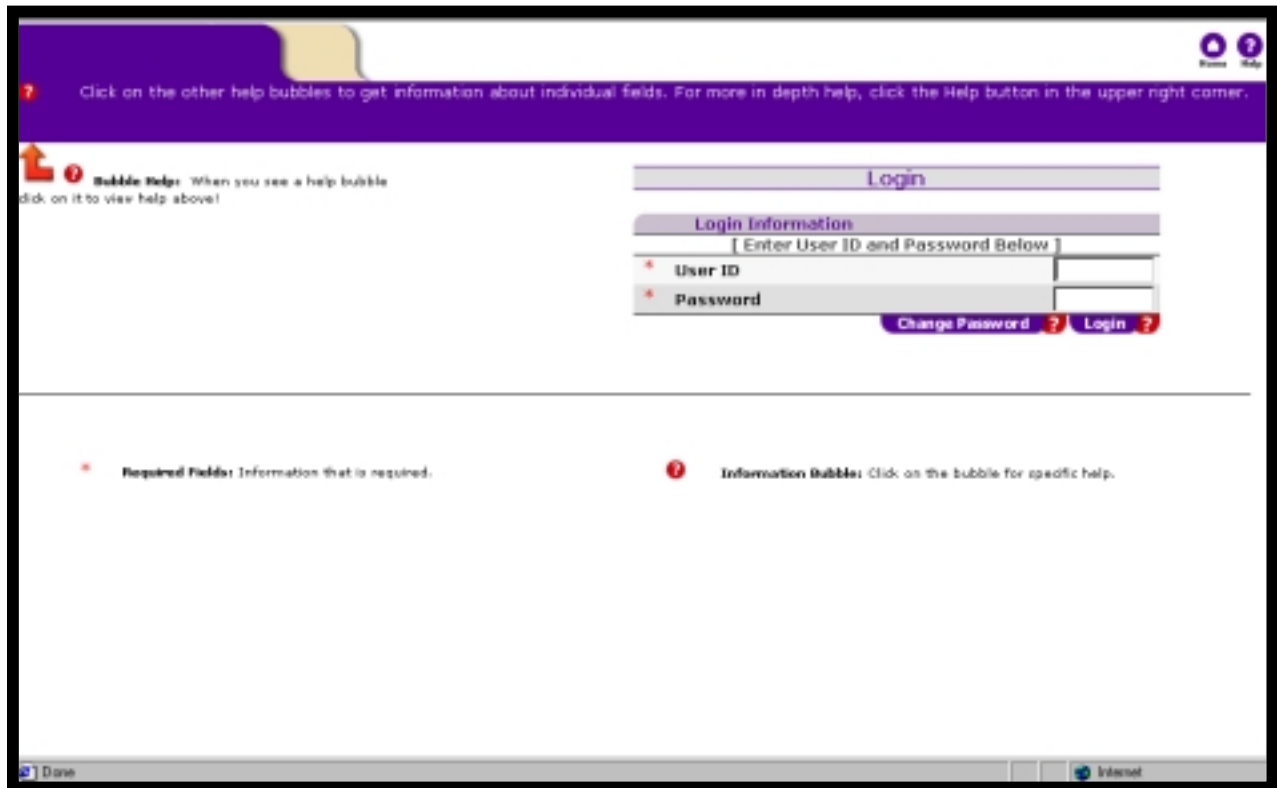 Home Help
? Click on the other help bubbles to get information about individual fields. For more in depth help, click the Help button in the upper right corner.
? Bubble Help: When you see a help bubble
click on it to view help above!
Login
Login Information
[ Enter User ID and Password Below ]
* User ID
* Password
Change Password ? Login ?
* Required Fields: Information that is required.
? Information Bubble: Click on the bubble for specific help.
Done Internet